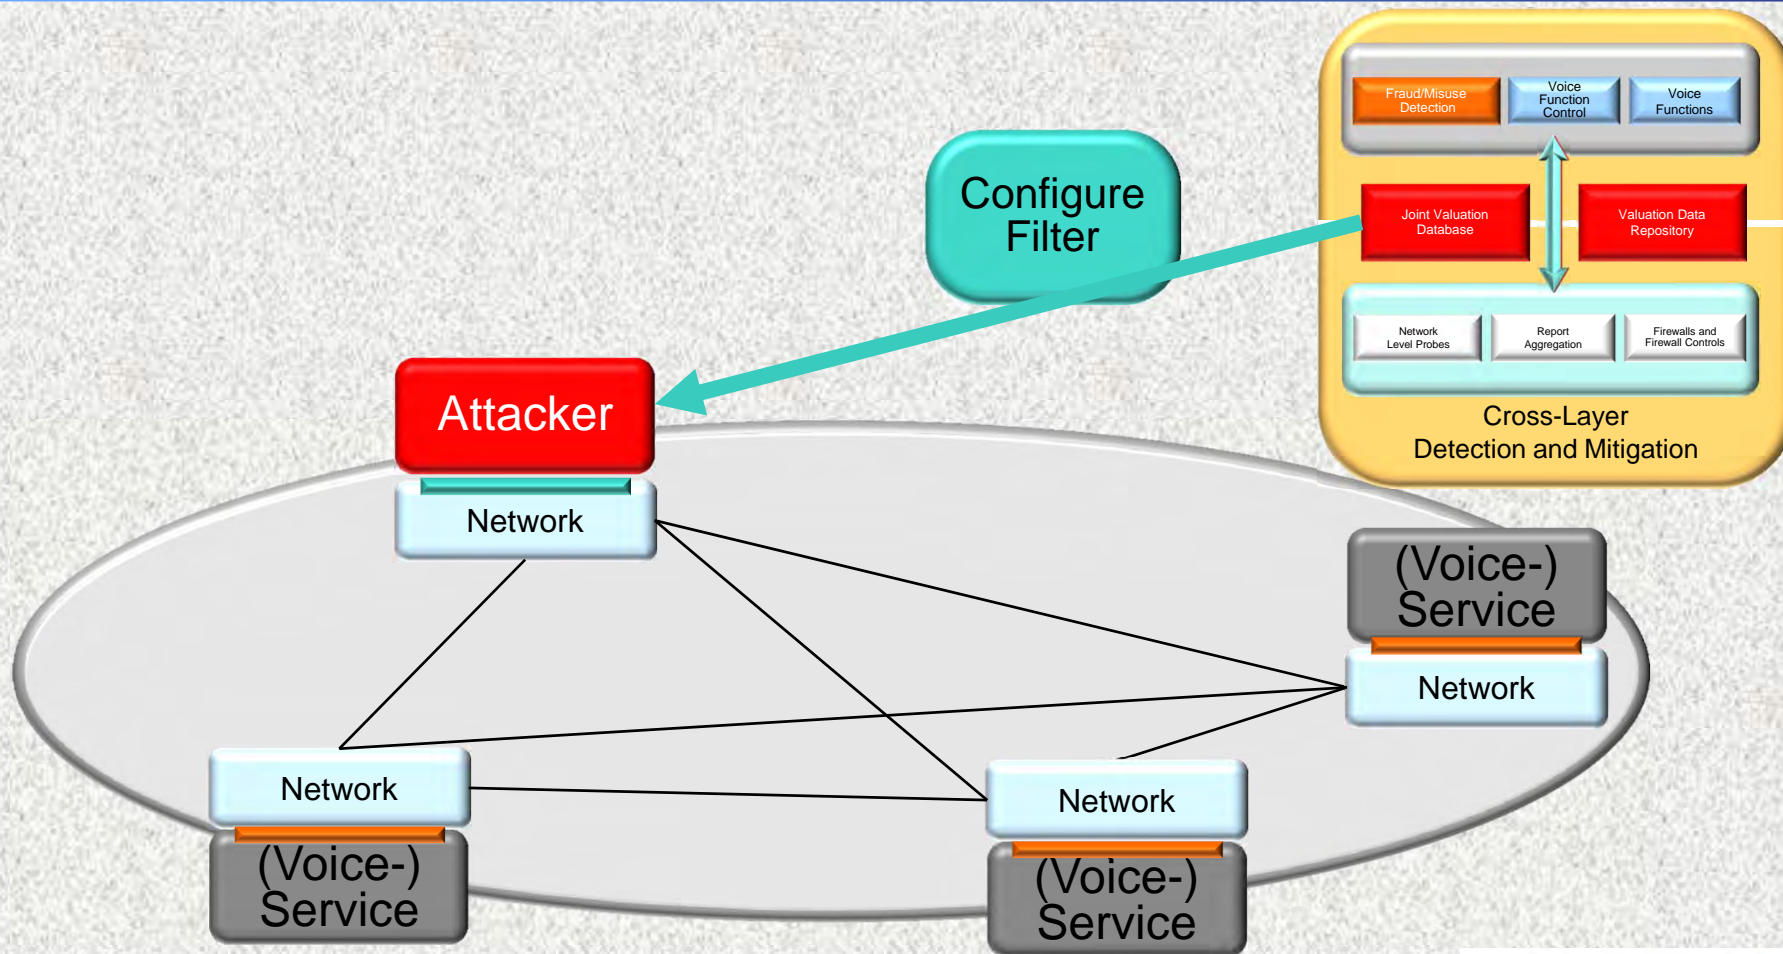 Fraud/Misuse
Detection
Voice
Function
Control
Voice
Functions
Configure
Filter
Joint Valuation
Database
Valuation Data
Repository
Network
Level Probes
Report
Aggregation
Firewalls and
Firewall Controls
Cross-Layer
Detection and Mitigation
Attacker
Network
(Voice-)
Service
Network
Network
(Voice-)
Service
Network
(Voice-)
Service